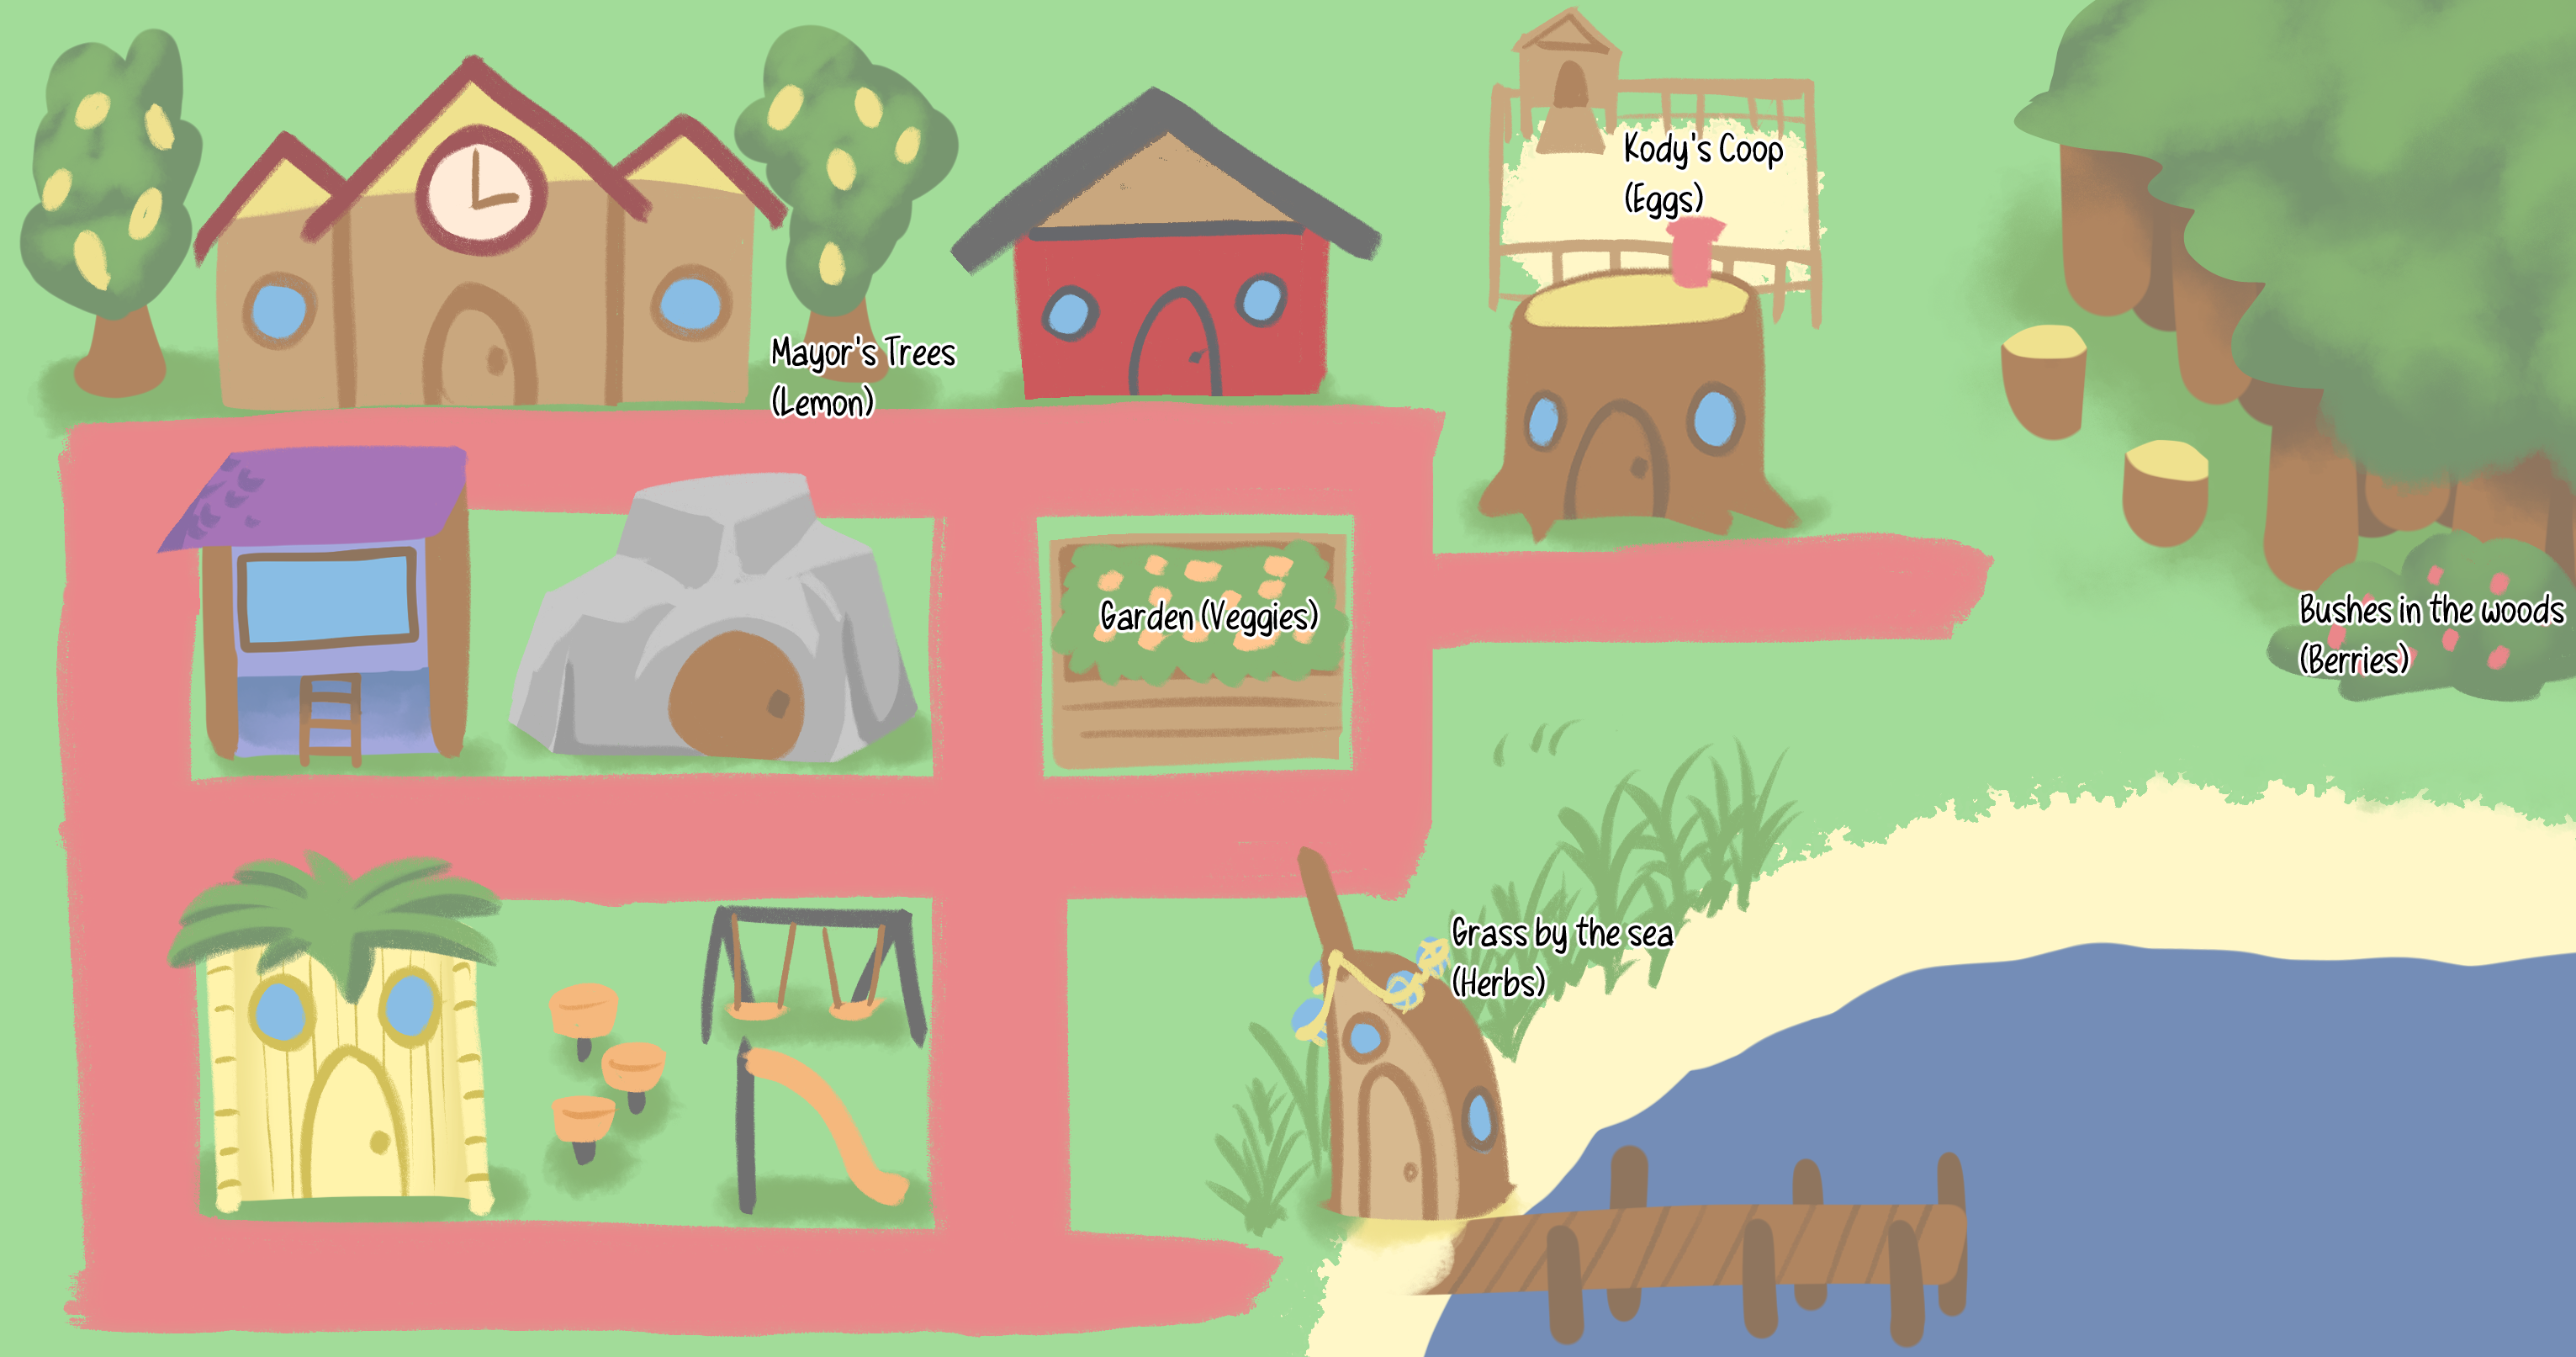 Kody's Coop
(Eggs)
Mayor's Trees
(Lemon)
Garden (Veggies)
Bushes in the woods
(Berries)
Grass by the sea
(Herbs)